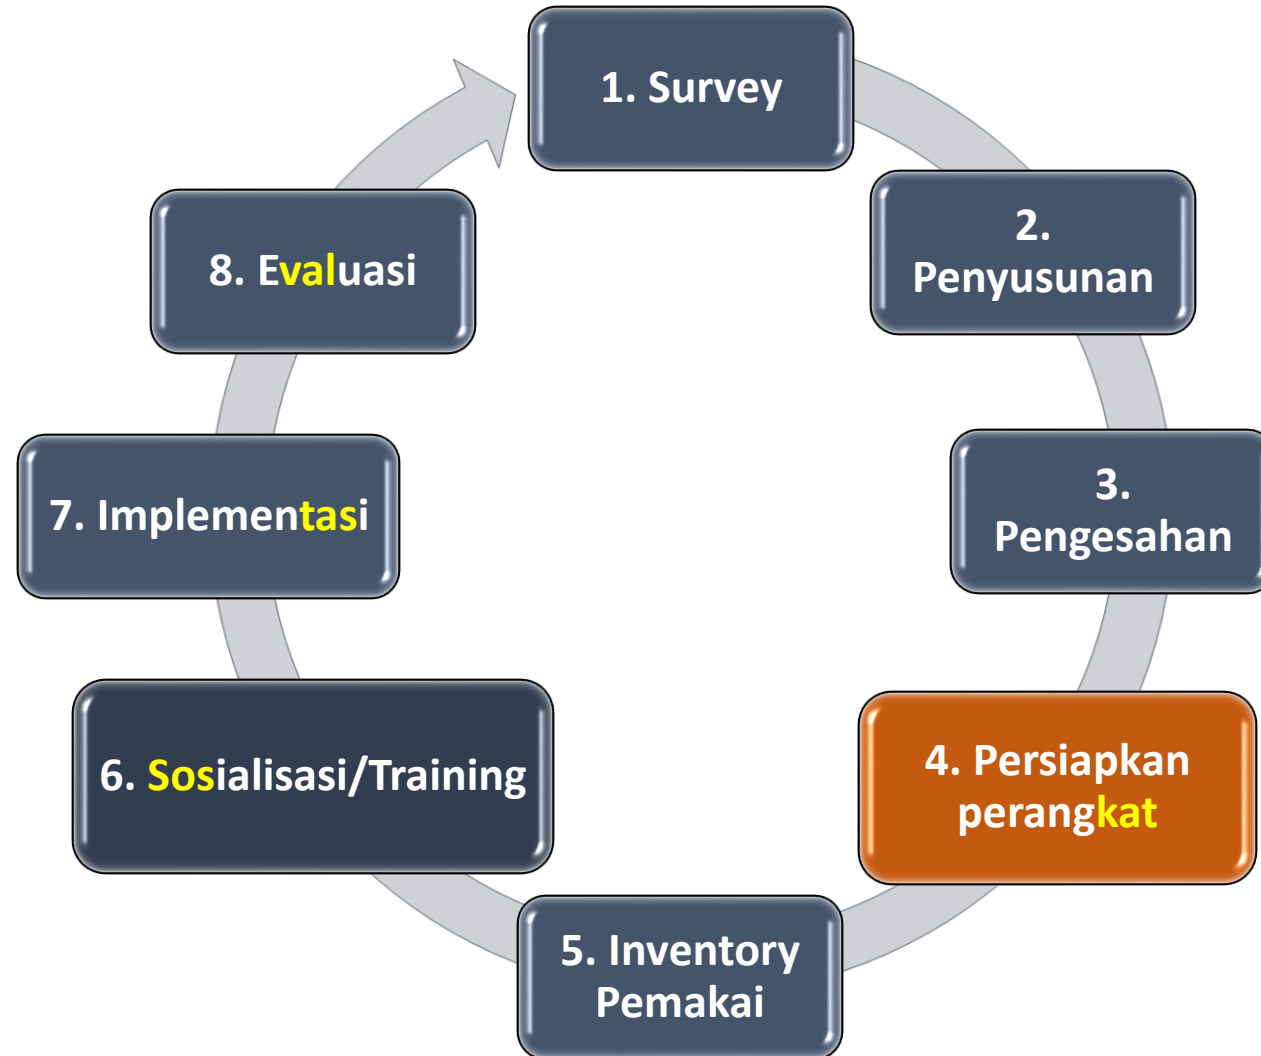 1. Survey
2.
Penyusunan
3.
Pengesahan
4. Persiapkan
perangkat
5. Inventory
Pemakai
6. Sosialisasi/Training
7. Implementasi
8. Evaluasi